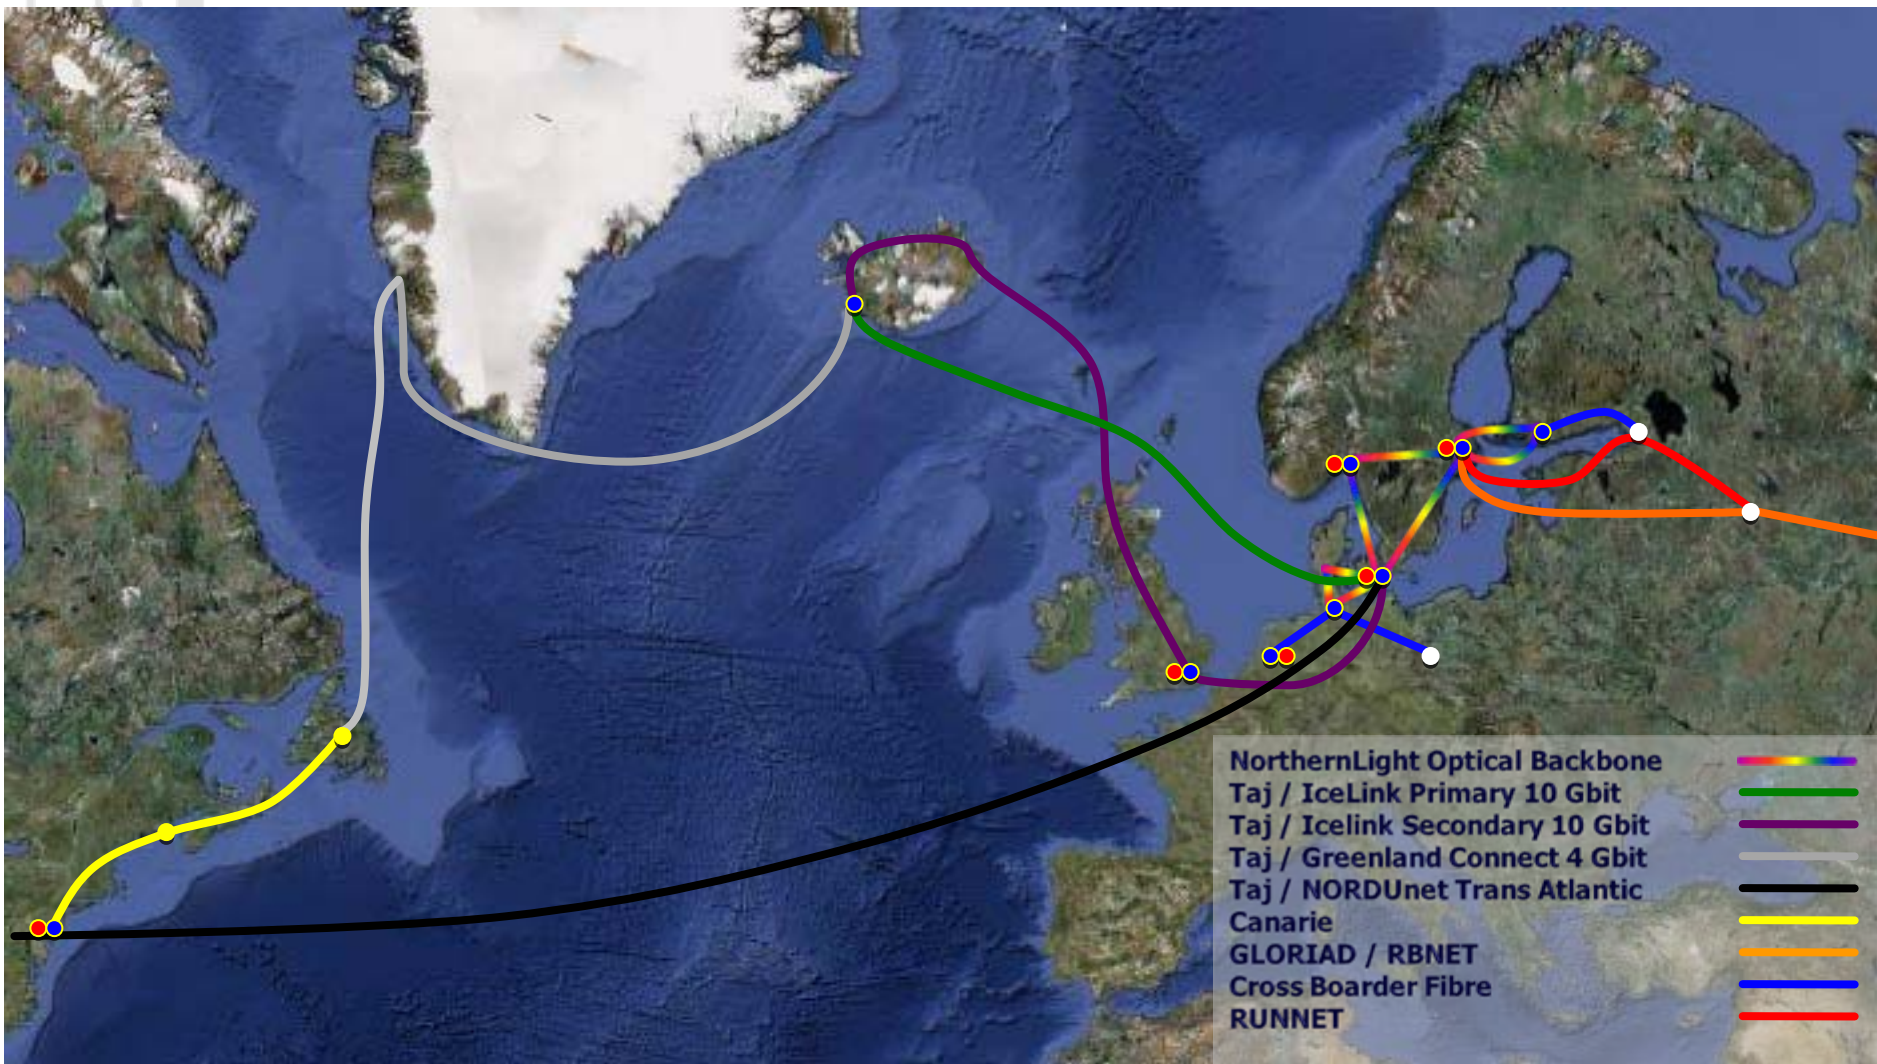 NorthernLight Optical Backbone
Taj / IceLink Primary 10 Gbit
Taj / Icelink Secondary 10 Gbit
Taj / Greenland Connect 4 Gbit
Taj / NORDUnet Trans Atlantic
Canarie
GLORIAD / RBNET
Cross Boarder Fibre
RUNNET